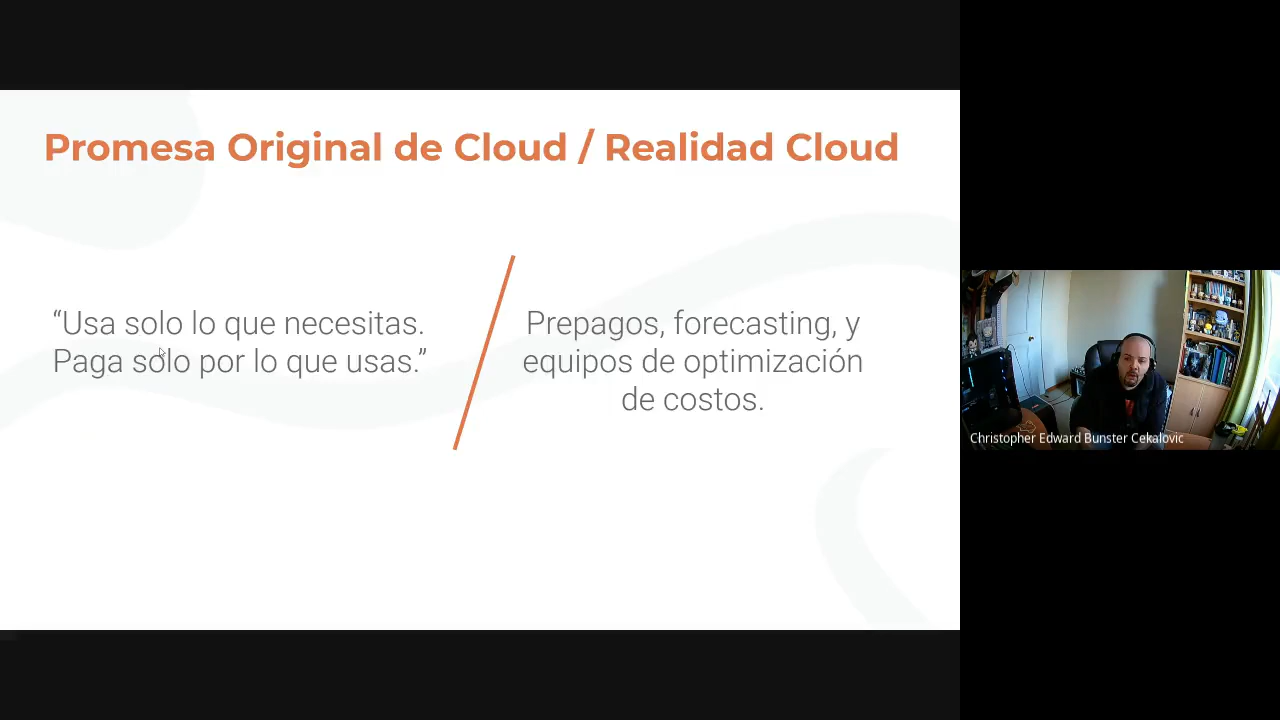 Promesa Original de Cloud / Realidad Cloud
“Usa solo lo que necesitas.
Paga solo por lo que usas.”
Prepagos, forecasting, y
equipos de optimización
de costos.
Christopher Edward Bunster Cekalovic